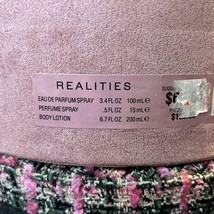 REALITIES
EAU DE PARFUM SPRAY 3.4 FL OZ 100 mL ℮
PERFUME SPRAY .5 FL OZ 15 mL ℮
BODY LOTION 6.7 FL OZ 200 mL ℮